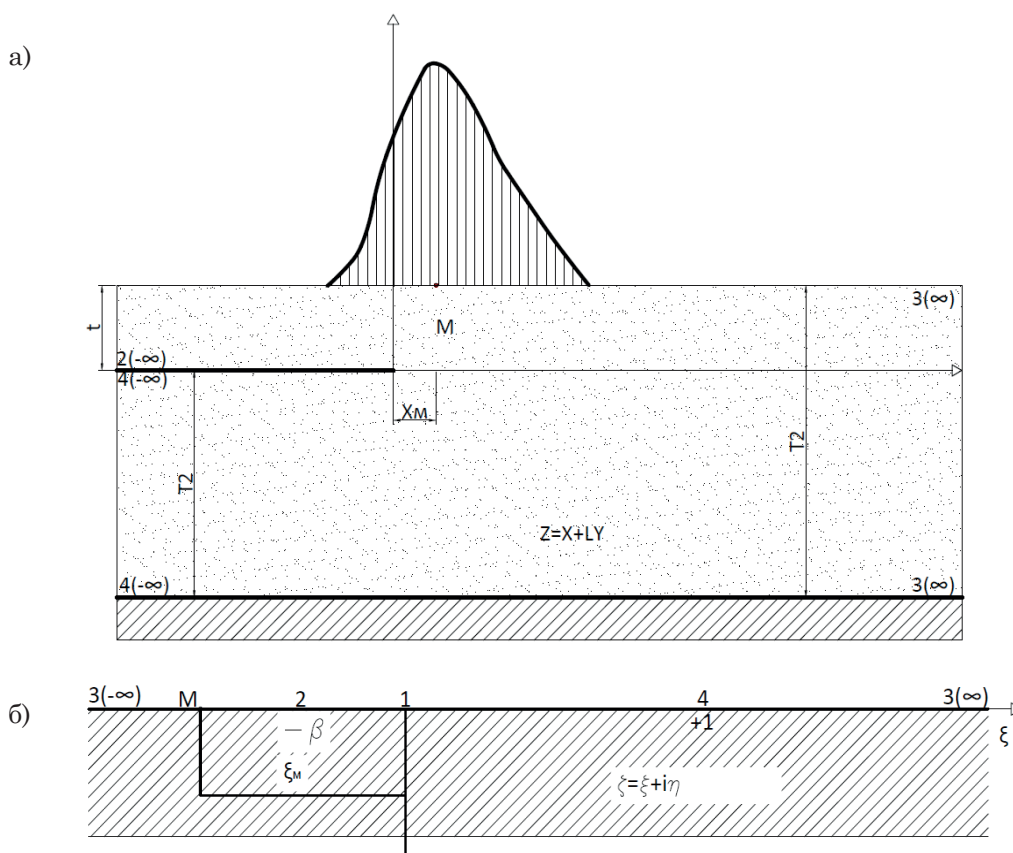 а)
t
M
3(∞)
2(-∞)
4(-∞)
Xм
T2
T2
Z=X+LY
4(-∞)
3(∞)
б)
3(-∞)
M
2
1
4
3(∞)
− β
+1
ξ
ξм
ζ=ξ+iη